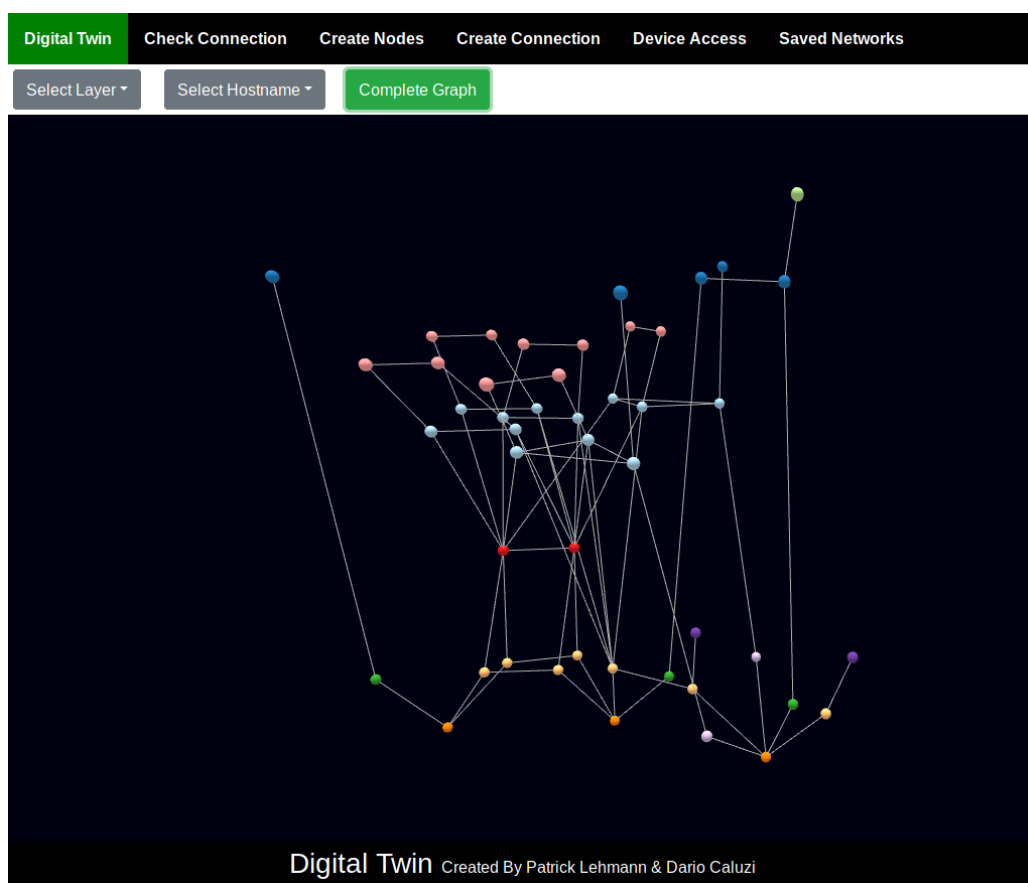 Digital Twin Check Connection Create Nodes Create Connection Device Access Saved Networks
Select Layer Select Hostname Complete Graph
Digital Twin Created By Patrick Lehmann & Dario Caluzi